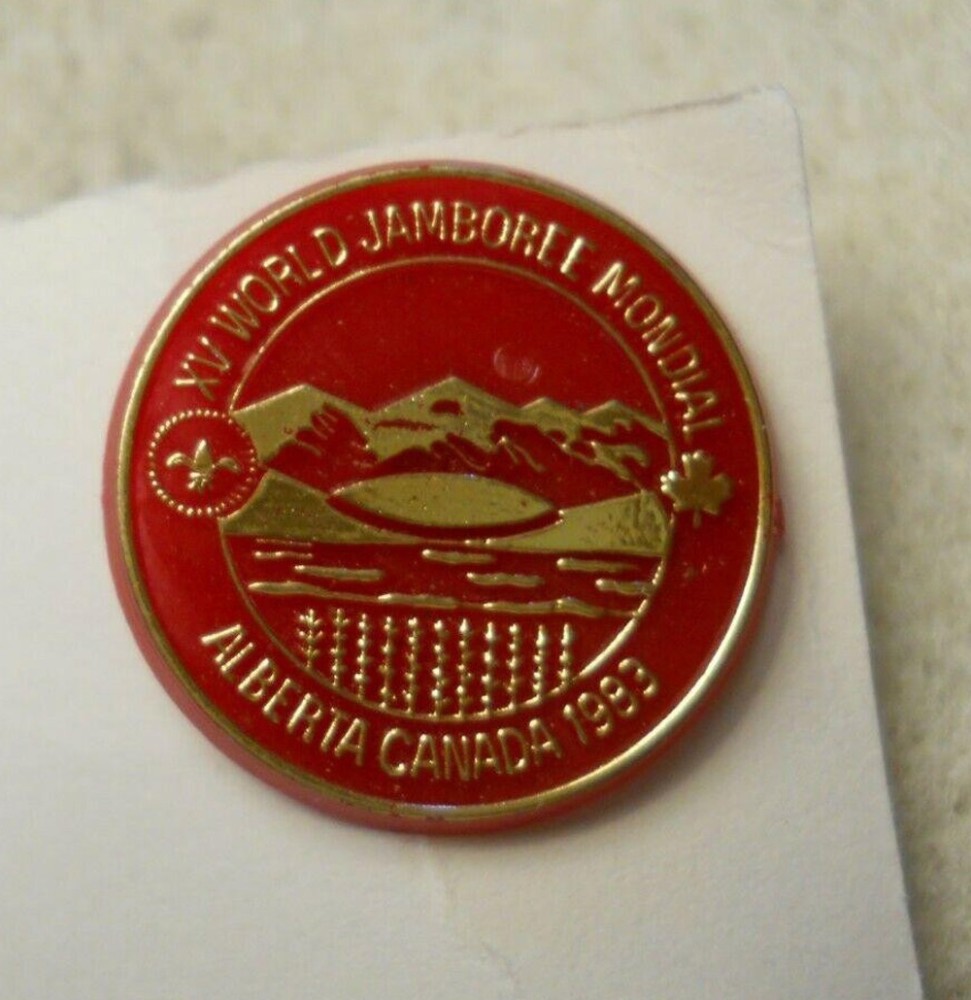 XV WORLD JAMBOREE MONDIAL
ALBERTA CANADA 1983